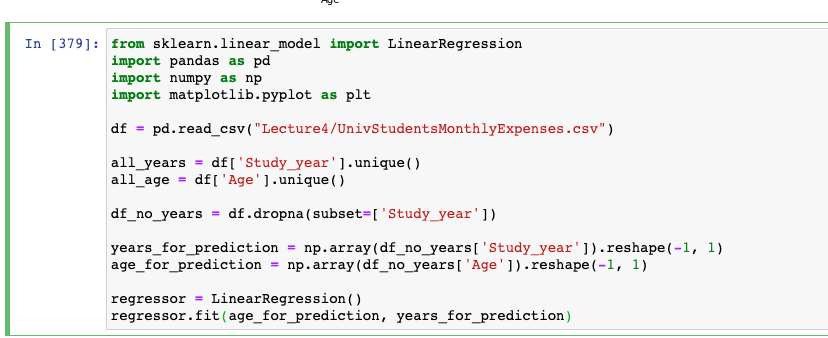 Age
In [379]: from sklearn.linear_model import LinearRegression
import pandas as pd
import numpy as np
import matplotlib.pyplot as plt
df = pd.read_csv("Lecture4/UnivStudentsMonthlyExpenses.csv")
all_years = df['Study_year'].unique()
all_age = df['Age'].unique()
df_no_years = df.dropna(subset=['Study_year'])
years_for_prediction = np.array(df_no_years['Study_year']).reshape(-1, 1)
age_for_prediction = np.array(df_no_years['Age']).reshape(-1, 1)
regressor = LinearRegression()
regressor.fit(age_for_prediction, years_for_prediction)